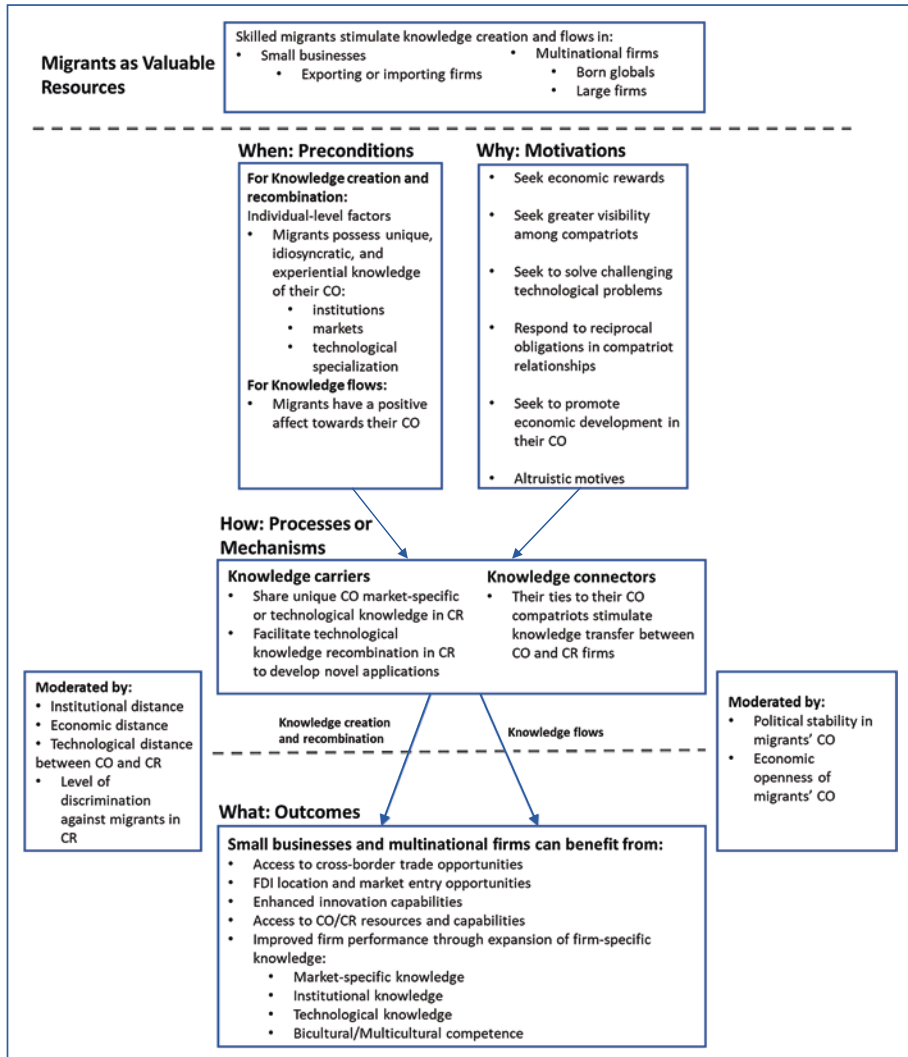 Migrants as Valuable
Resources
Skilled migrants stimulate knowledge creation and flows in:
• Small businesses
• Exporting or importing firms
• Multinational firms
• Born globals
• Large firms
When: Preconditions
For Knowledge creation and
recombination:
Individual-level factors
• Migrants possess unique,
idiosyncratic, and
experiential knowledge
of their CO:
• institutions
• markets
• technological
specialization
For Knowledge flows:
• Migrants have a positive
affect towards their CO
Why: Motivations
• Seek economic rewards
• Seek greater visibility
among compatriots
• Seek to solve challenging
technological problems
• Respond to reciprocal
obligations in compatriot
relationships
• Seek to promote
economic development in
their CO
• Altruistic motives
How: Processes or
Mechanisms
Knowledge carriers
• Share unique CO market-specific
or technological knowledge in CR
• Facilitate technological
knowledge recombination in CR
to develop novel applications
Knowledge connectors
• Their ties to their CO
compatriots stimulate
knowledge transfer between
CO and CR firms
Moderated by:
• Institutional distance
• Economic distance
• Technological distance
between CO and CR
• Level of
discrimination
against migrants in
CR
Knowledge creation
and recombination
Knowledge flows
Moderated by:
• Political stability in
migrants' CO
• Economic
openness of
migrants' CO
What: Outcomes
Small businesses and multinational firms can benefit from:
• Access to cross-border trade opportunities
• FDI location and market entry opportunities
• Enhanced innovation capabilities
• Access to CO/CR resources and capabilities
• Improved firm performance through expansion of firm-specific
knowledge:
• Market-specific knowledge
• Institutional knowledge
• Technological knowledge
• Bicultural/Multicultural competence